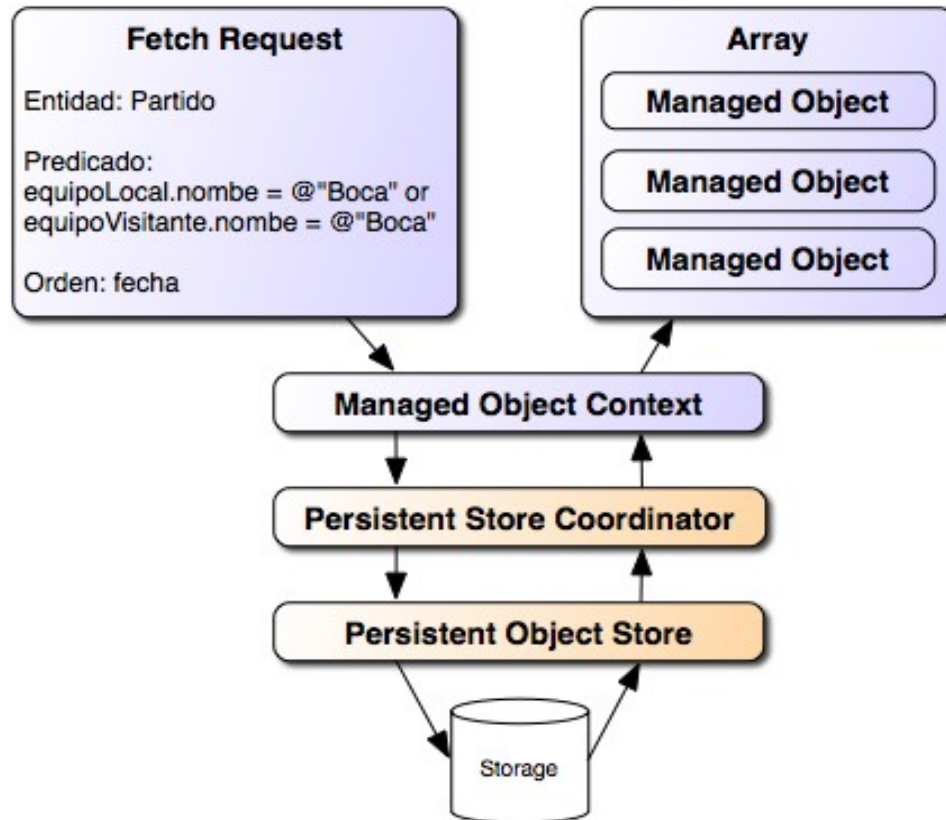 Fetch Request
Entidad: Partido
Predicado:
equipoLocal.nombe = @"Boca" or
equipoVisitante.nombe = @"Boca"
Orden: fecha
Array
Managed Object
Managed Object
Managed Object
Managed Object Context
Persistent Store Coordinator
Persistent Object Store
Storage